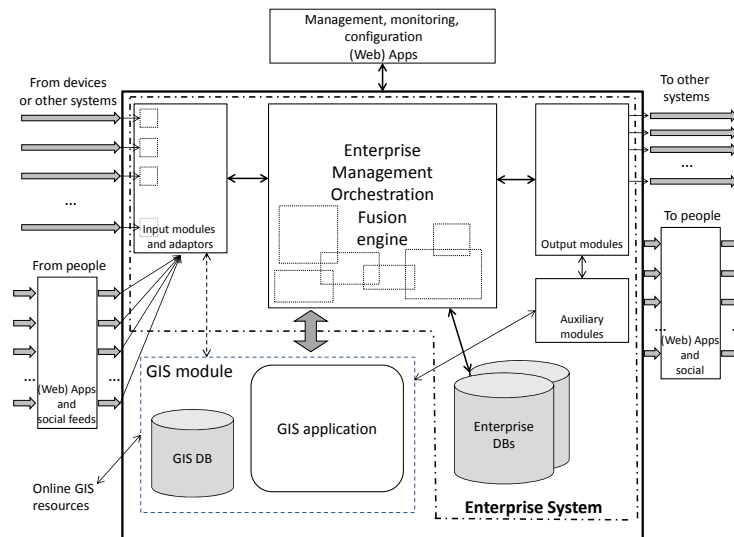 Management, monitoring,
configuration
(Web) Apps
From devices
or other systems
To other
systems
Enterprise
Management
Orchestration
Fusion
engine
...
...
Input modules
and adaptors
Output modules
From people
To people
Auxiliary
modules
...
...
(Web) Apps
and
social feeds
...
...
(Web) Apps
and
social
GIS module
GIS DB
GIS application
Enterprise
DBs
Online GIS
resources
Enterprise System